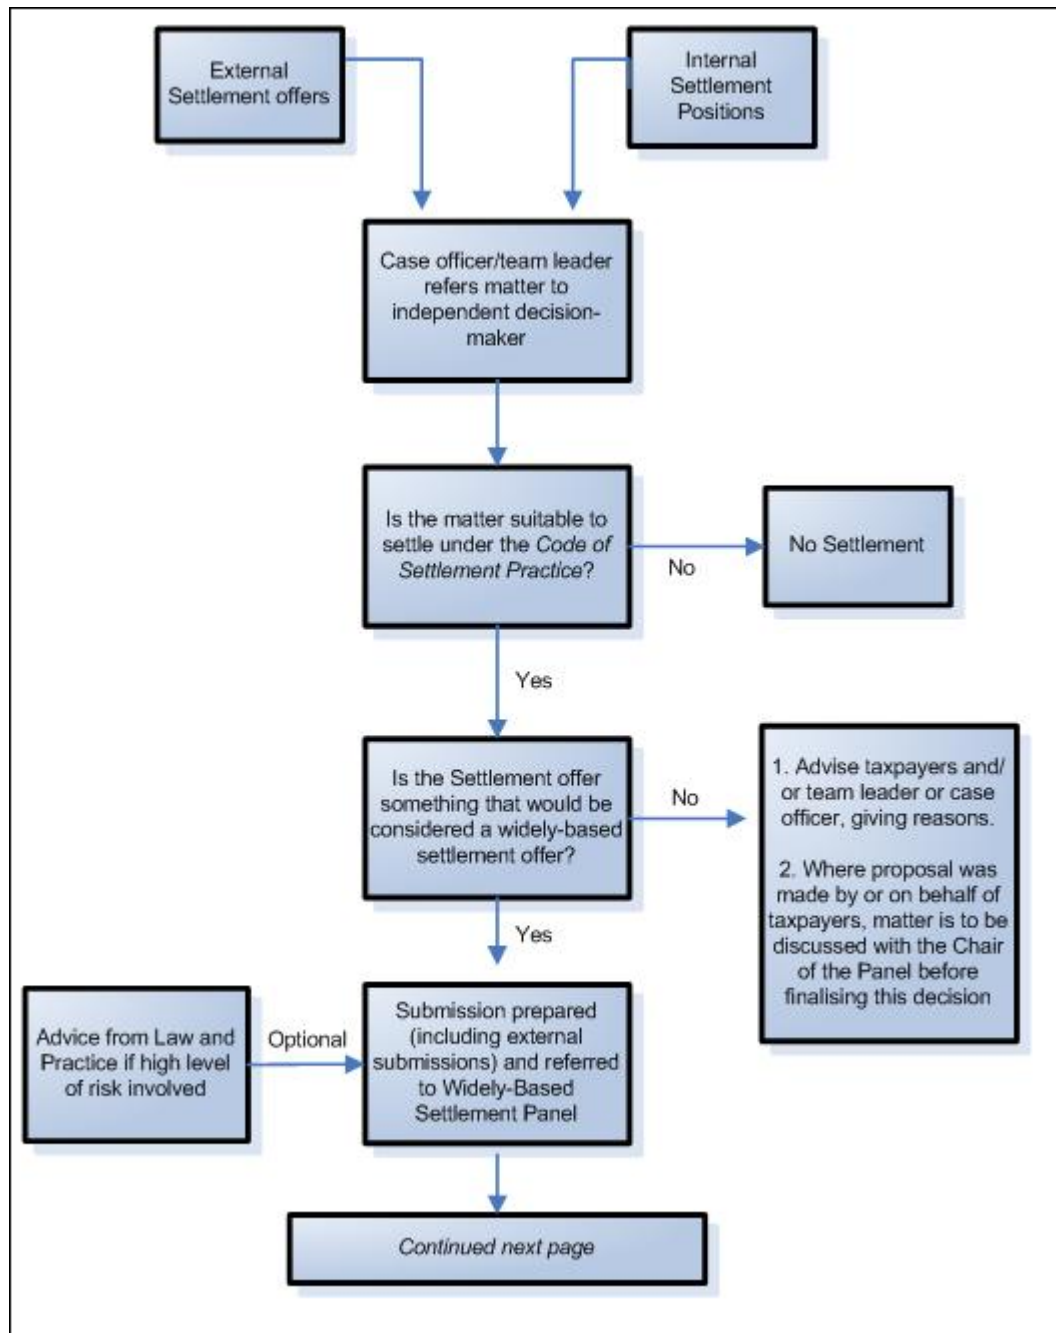 External
Settlement offers
Internal
Settlement
Positions
Case officer/team leader
refers matter to
independent decision-
maker
Is the matter suitable to
settle under the Code of
Settlement Practice?
No
No Settlement
Yes
Is the Settlement offer
something that would be
considered a widely-based
settlement offer?
No
1. Advise taxpayers and/
or team leader or case
officer, giving reasons.
2. Where proposal was
made by or on behalf of
taxpayers, matter is to be
discussed with the Chair
of the Panel before
finalising this decision
Yes
Advice from Law and
Practice if high level
of risk involved
Optional
Submission prepared
(including external
submissions) and referred
to Widely-Based
Settlement Panel
Continued next page